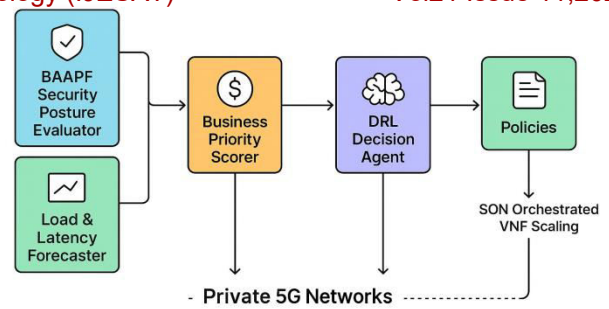 BAAPF
Security
Posture
Evaluator
Load &
Latency
Forecaster
$
Business
Priority
Scorer
DRL
Decision
Agent
Policies
SON Orchestrated
VNF Scaling
Private 5G Networks